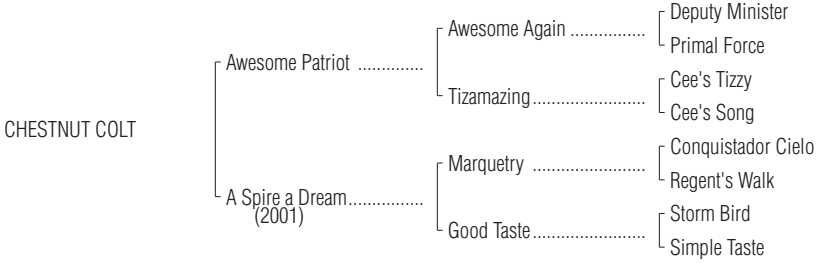 Deputy Minister
Awesome Again ................
Primal Force
Awesome Patriot ..............
Cee's Tizzy
Tizamazing........................
Cee's Song
CHESTNUT COLT
Conquistador Cielo
Marquetry ........................
Regent's Walk
A Spire a Dream................
(2001)
Storm Bird
Good Taste........................
Simple Taste